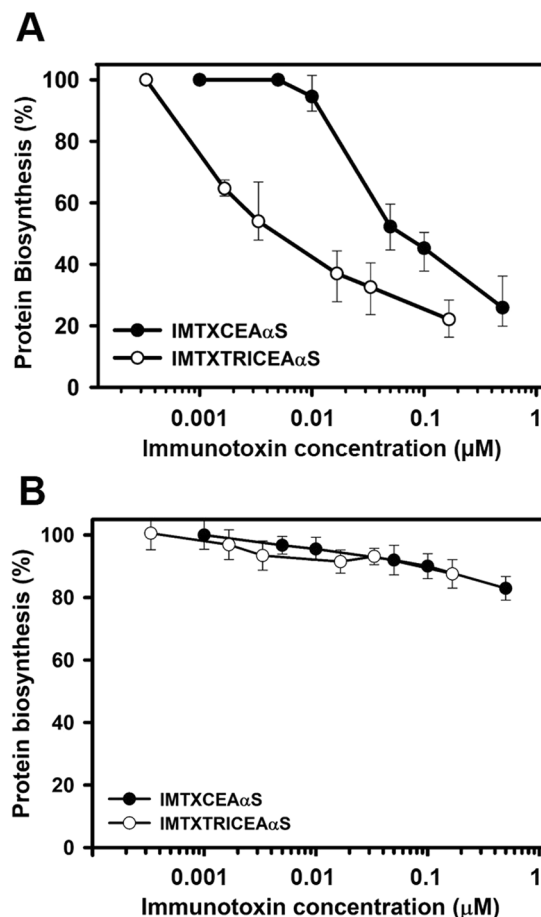 A
Protein Biosynthesis (%)
100
80
60
40
20
0
IMTXCEAαS
IMTXTRICEAαS
0.001 0.01 0.1 1
Immunotoxin concentration (µM)
B
Protein biosynthesis (%)
100
80
60
40
20
0
IMTXCEAαS
IMTXTRICEAαS
0.001 0.01 0.1 1
Immunotoxin concentration (μM)